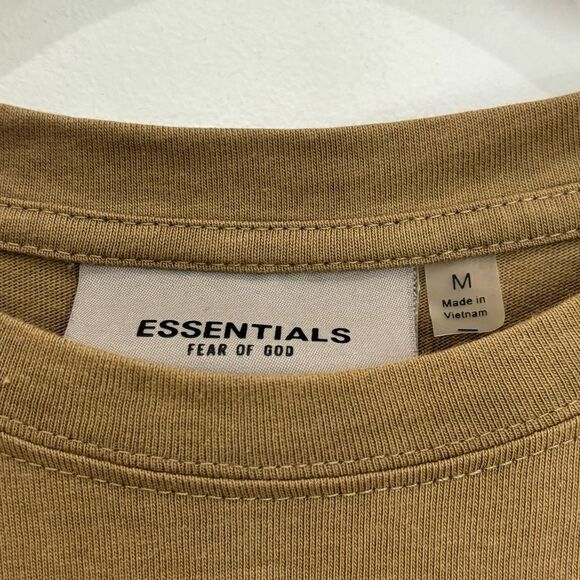 ESSENTIALS
FEAR OF GOD
M
Made in
Vietnam